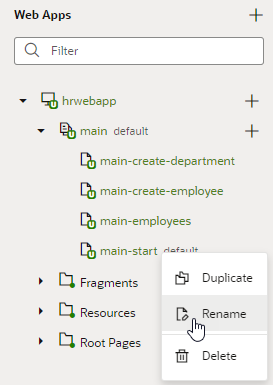 Web Apps
Filter
hrwebapp
main default
main-create-department
main-create-employee
main-employees
main-start default
Duplicate
Fragments
Rename
Resources
Root Pages
Delete